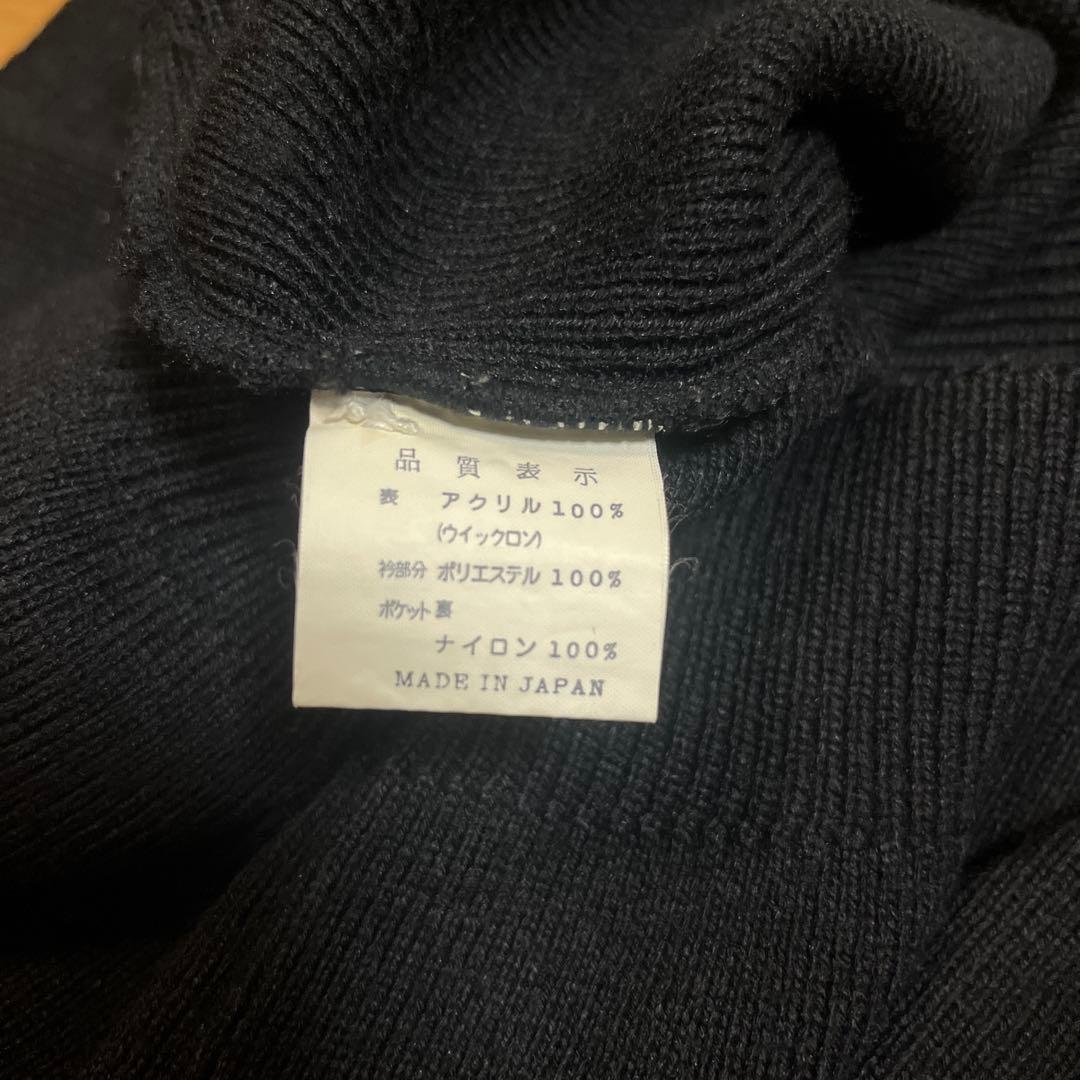 品質表示
表 アクリル100%
(ウイックロン)
衿部分 ポリエステル100%
ポケット裏
ナイロン100%
MADE IN JAPAN